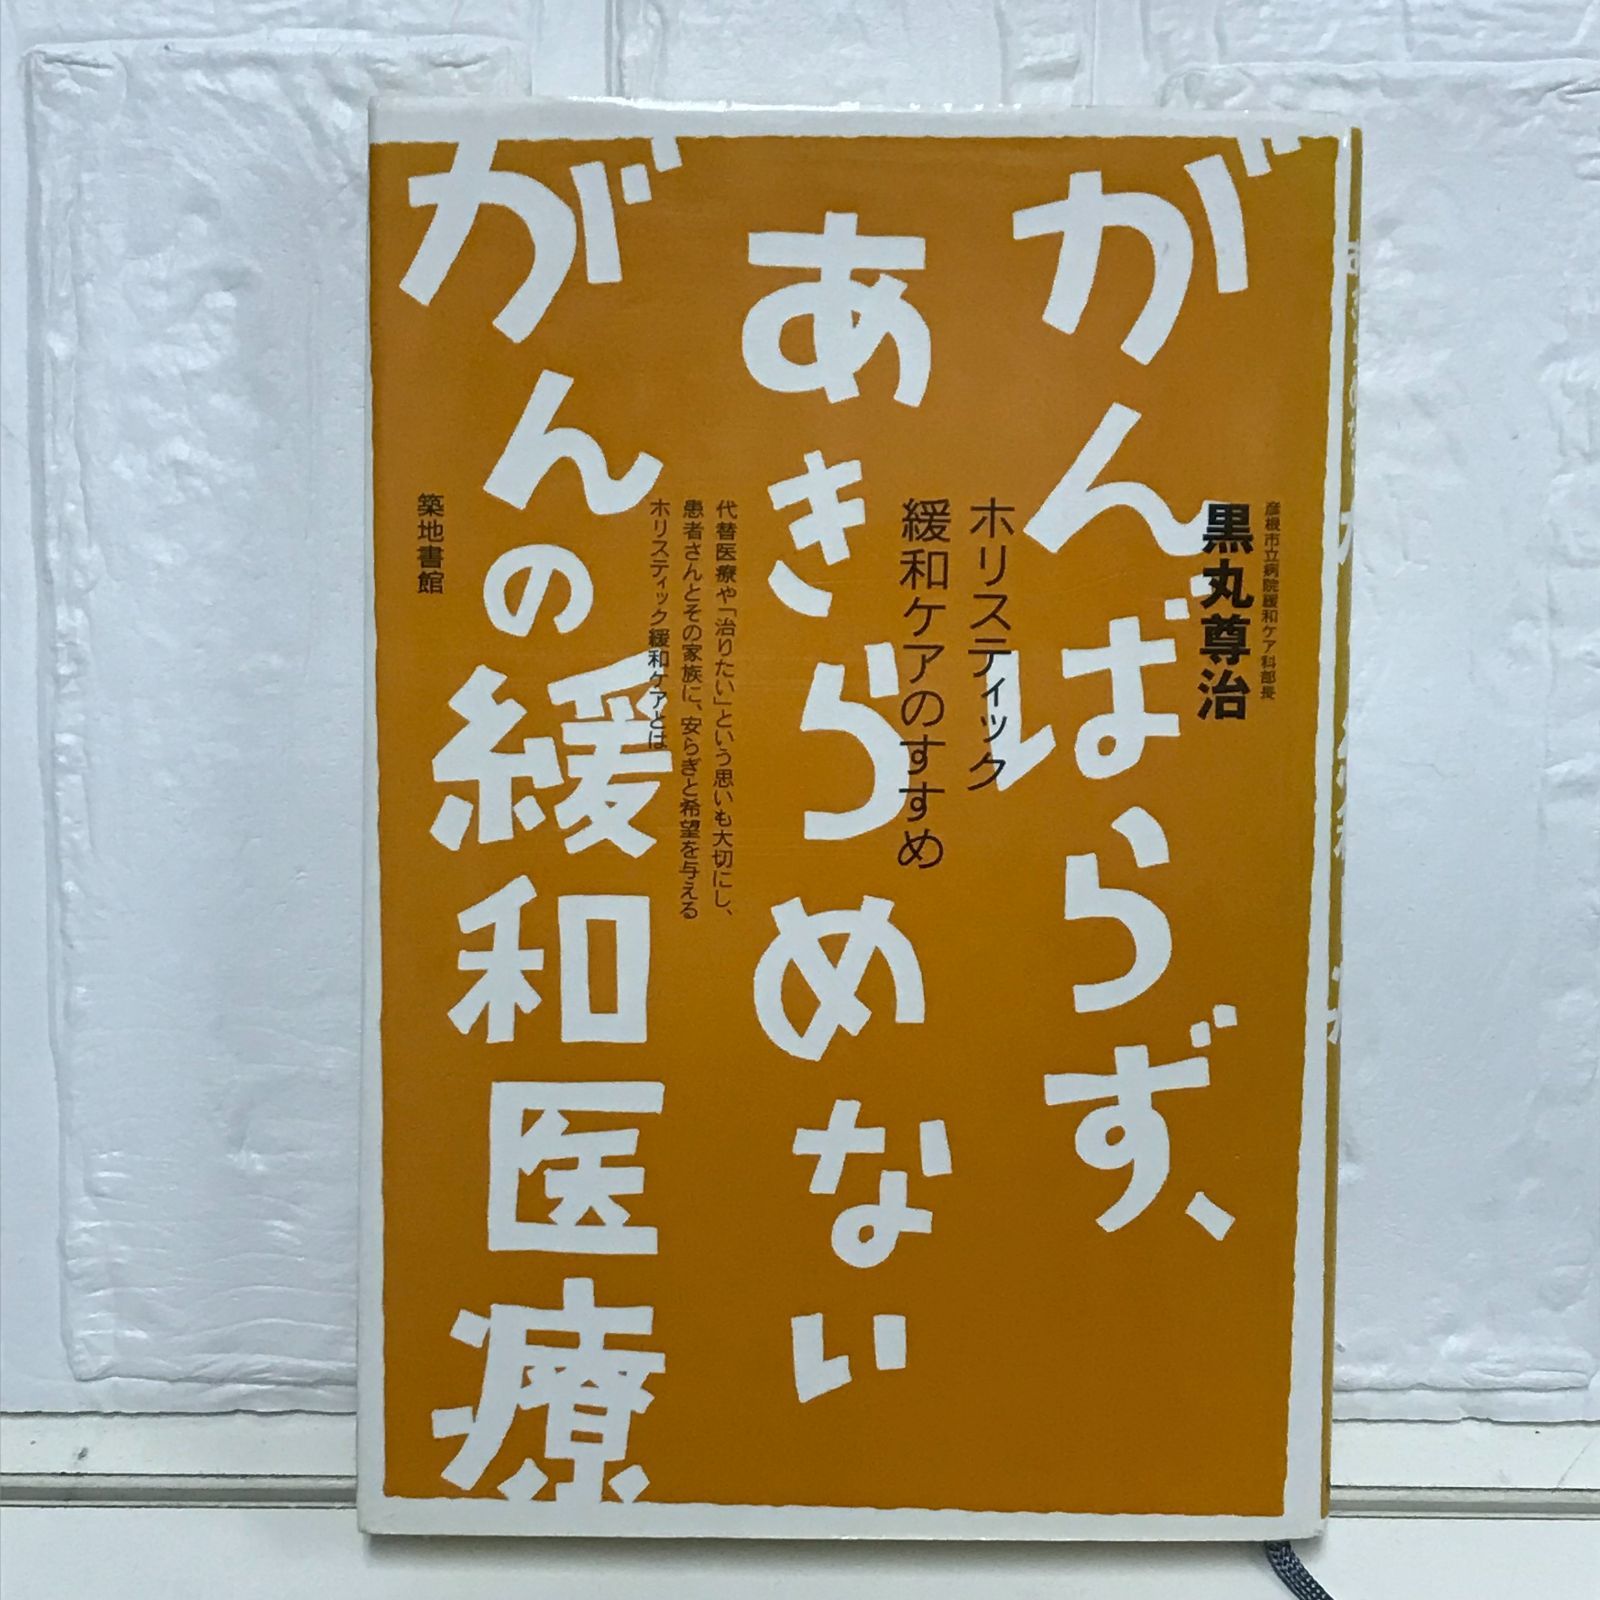 彦根市立病院緩和ケア科部長
黒丸尊治
がんばらず、
ホリスティック
緩和ケアのすすめ
あきらめない
代替医療や「治りたい」という思いも大切にし、
患者さんとその家族に、安らぎと希望を与える
ホリスティック緩和ケアとは
がんの緩和医療
築地書館